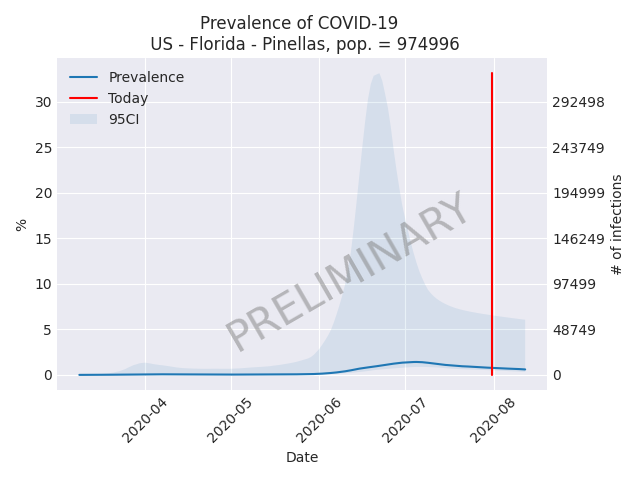 Prevalence of COVID-19
US - Florida - Pinellas, pop. = 974996
Prevalence
Today
95CI
%
30
25
20
15
10
5
0
292498
243749
194999
146249
97499
48749
0
# of infections
PRELIMINARY
2020-04
2020-05
2020-06
2020-07
2020-08
Date